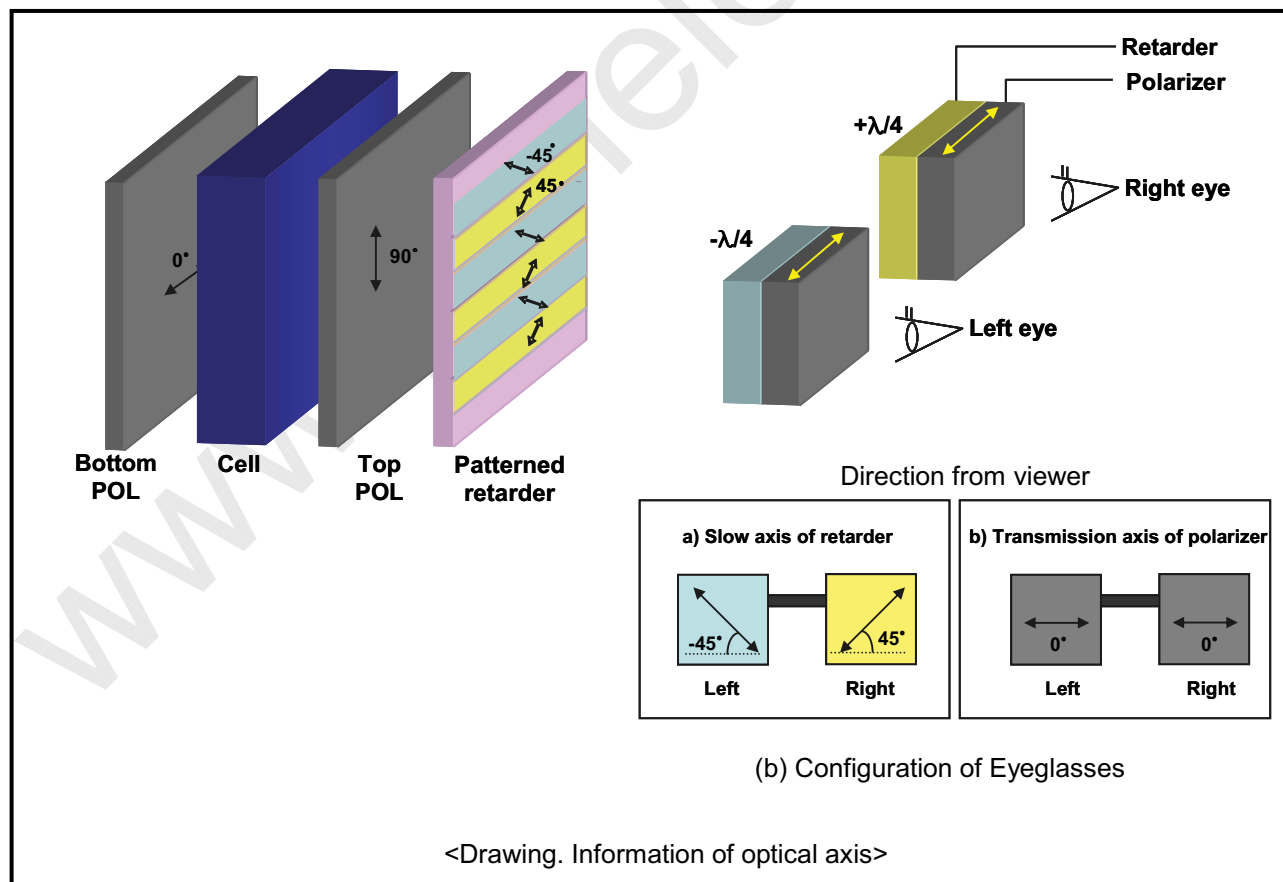 Retarder
Polarizer
+λ/4
Right eye
-λ/4
Left eye
-45°
45°
0°
90°
Bottom
POL
Cell
Top
POL
Patterned
retarder
Direction from viewer
a) Slow axis of retarder
-45°
45°
Left
Right
b) Transmission axis of polarizer
0°
0°
Left
Right
(b) Configuration of Eyeglasses
<Drawing. Information of optical axis>